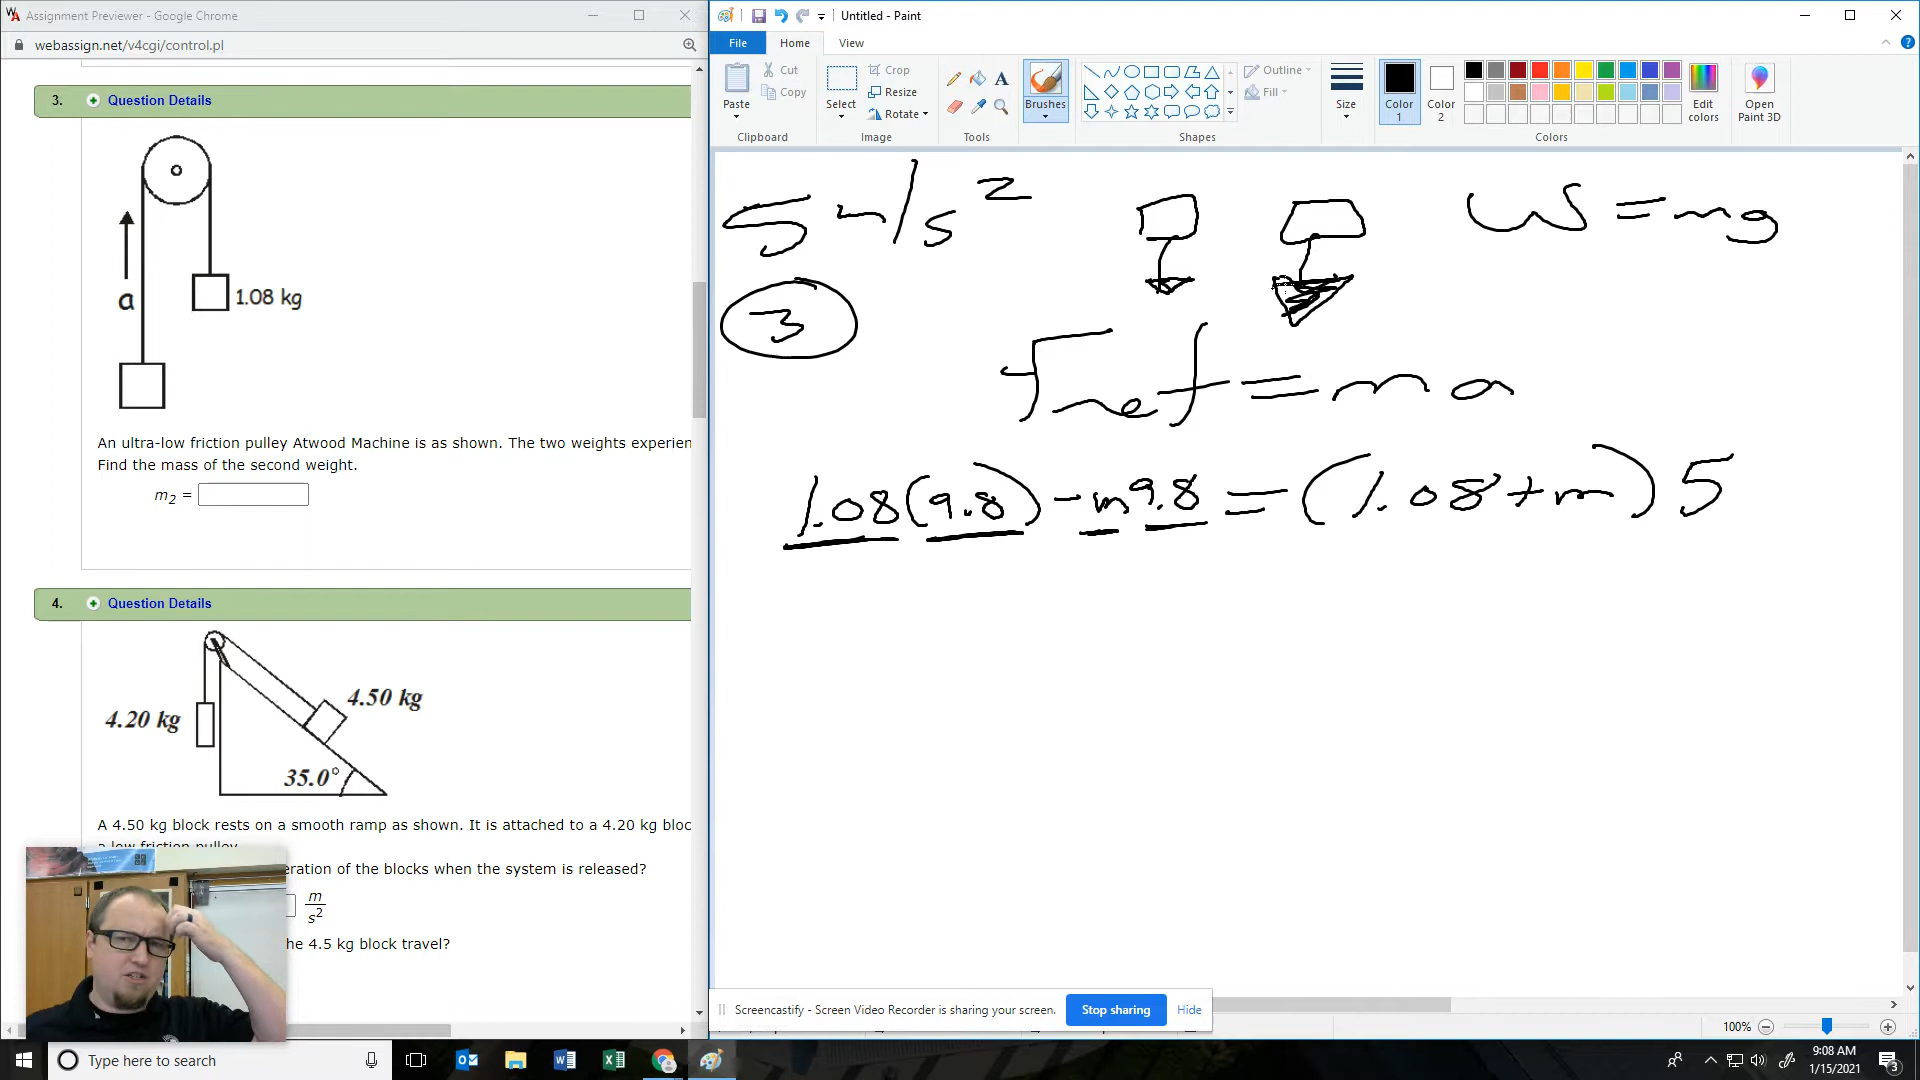 Assignment Previewer - Google Chrome
webassign.net/v4cgi/control.pl
3. Question Details
a
1.08 kg
An ultra-low friction pulley Atwood Machine is as shown. The two weights experien
Find the mass of the second weight.
m2 =
4. Question Details
4.50 kg
4.20 kg
35.0°
A 4.50 kg block rests on a smooth ramp as shown. It is attached to a 4.20 kg bloc
a low friction pulley
eration of the blocks when the system is released?
m
s2
he 4.5 kg block travel?
Untitled - Paint
File Home View
Paste Cut Copy
Clipboard
Select Crop Resize Rotate
Image
Tools
Brushes
Outline Fill
Shapes
Size
Color 1
Color 2
Edit colors
Colors
Open Paint 3D
5 m/s2
W = mg
3
Fnet = ma
1.08(9.8) - m9.8 = (1.08+m)5
Screencastify - Screen Video Recorder is sharing your screen. Stop sharing Hide
100%
Type here to search
9:08 AM
1/15/2021
3